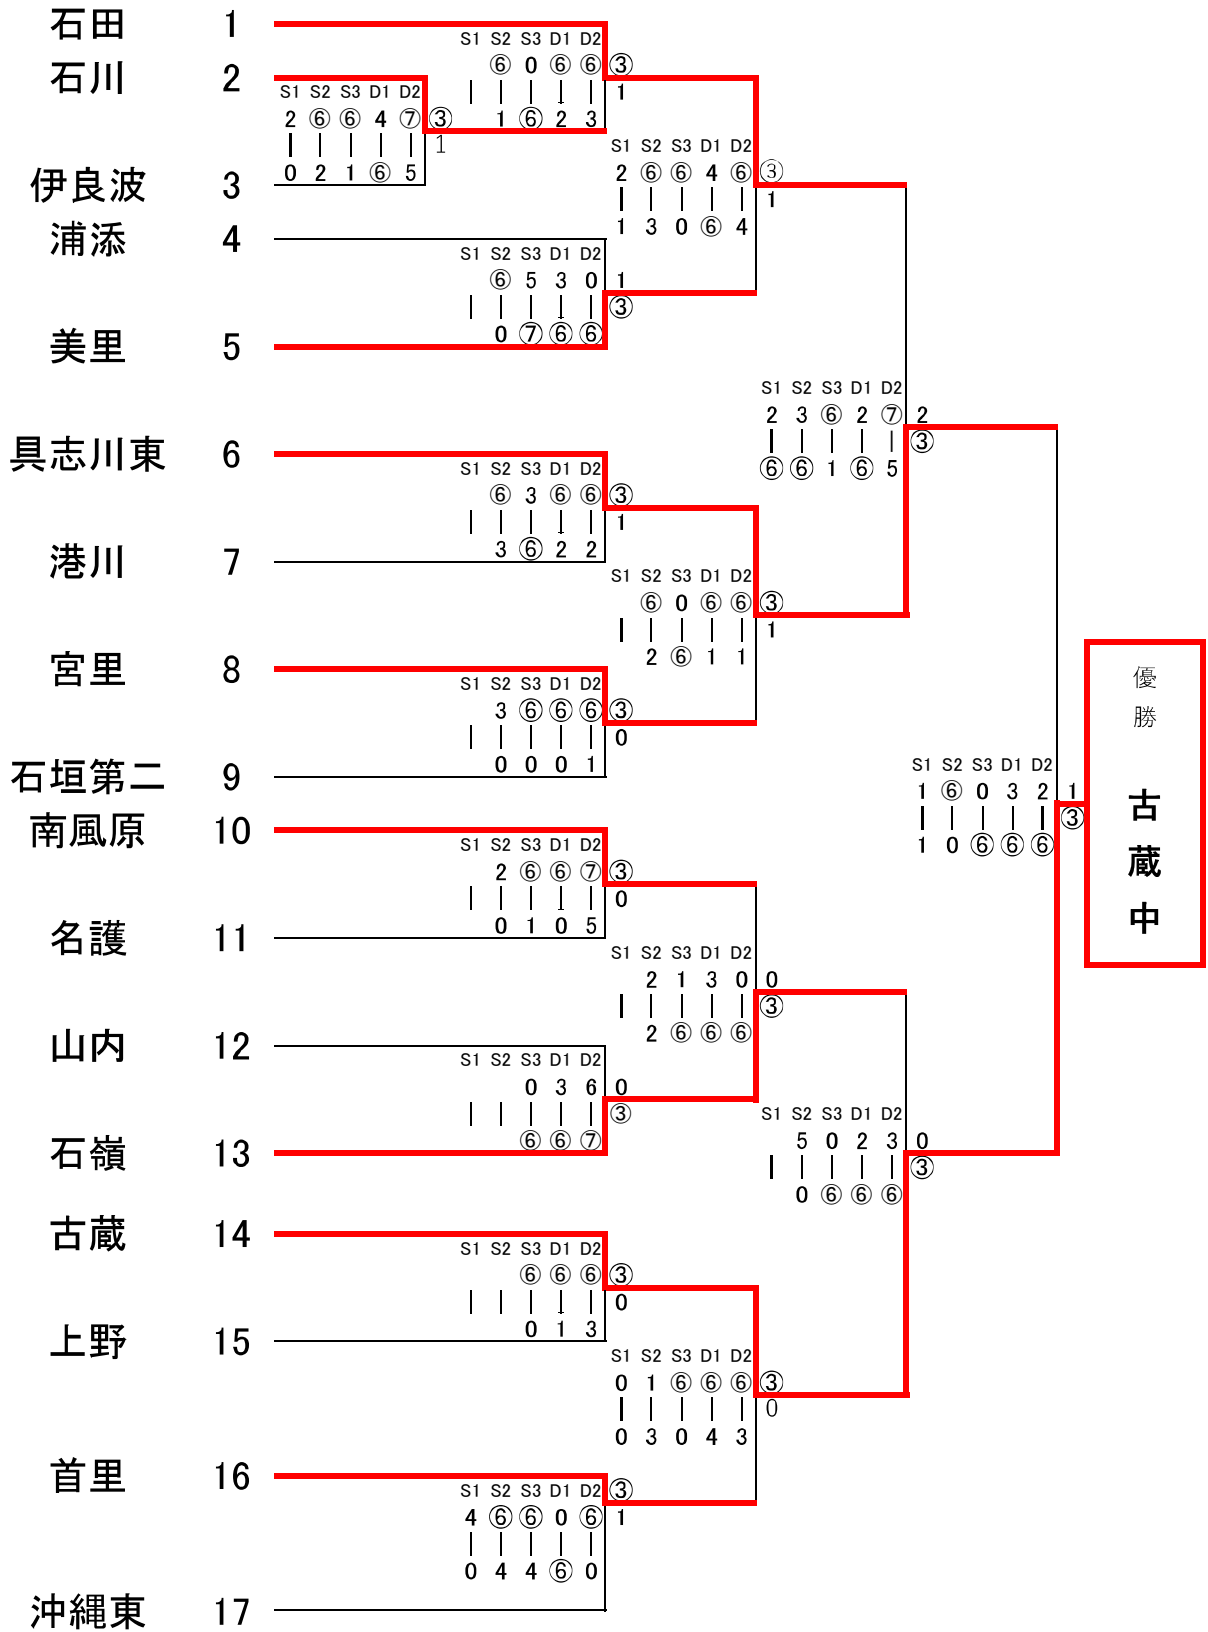 石田 1
S1 S2 S3 D1 D2
⑥ 0 ⑥ ⑥ ③
1
1 ⑥ 2 3
石川 2
S1 S2 S3 D1 D2
2 ⑥ ⑥ 4 ⑦ ③
1
0 2 1 ⑥ 5
伊良波 3
S1 S2 S3 D1 D2
2 ⑥ ⑥ 4 ⑥ ③
1
1 3 0 ⑥ 4
浦添 4
S1 S2 S3 D1 D2
⑥ 5 3 0 1
③
0 ⑦ ⑥ ⑥
美里 5
S1 S2 S3 D1 D2
2 3 ⑥ 2 ⑦ 2
③
⑥ ⑥ 1 ⑥ 5
具志川東 6
S1 S2 S3 D1 D2
⑥ 3 ⑥ ⑥ ③
1
3 ⑥ 2 2
港川 7
S1 S2 S3 D1 D2
⑥ 0 ⑥ ⑥ ③
1
2 ⑥ 1 1
宮里 8
S1 S2 S3 D1 D2
3 ⑥ ⑥ ⑥ ③
0
0 0 0 1
石垣第二 9
S1 S2 S3 D1 D2
1 ⑥ 0 3 2 1
③
1 0 ⑥ ⑥ ⑥
優勝
古蔵中
南風原 10
S1 S2 S3 D1 D2
2 ⑥ ⑥ ⑦ ③
0
0 1 0 5
名護 11
S1 S2 S3 D1 D2
2 1 3 0 0
③
2 ⑥ ⑥ ⑥
山内 12
S1 S2 S3 D1 D2
0 3 6 0
③
⑥ ⑥ ⑦
石嶺 13
S1 S2 S3 D1 D2
5 0 2 3 0
③
0 ⑥ ⑥ ⑥
古蔵 14
S1 S2 S3 D1 D2
⑥ ⑥ ⑥ ③
0
0 1 3
上野 15
S1 S2 S3 D1 D2
0 1 ⑥ ⑥ ⑥ ③
0
0 3 0 4 3
首里 16
S1 S2 S3 D1 D2 ③
4 ⑥ ⑥ 0 ⑥ 1
0 4 4 ⑥ 0
沖縄東 17